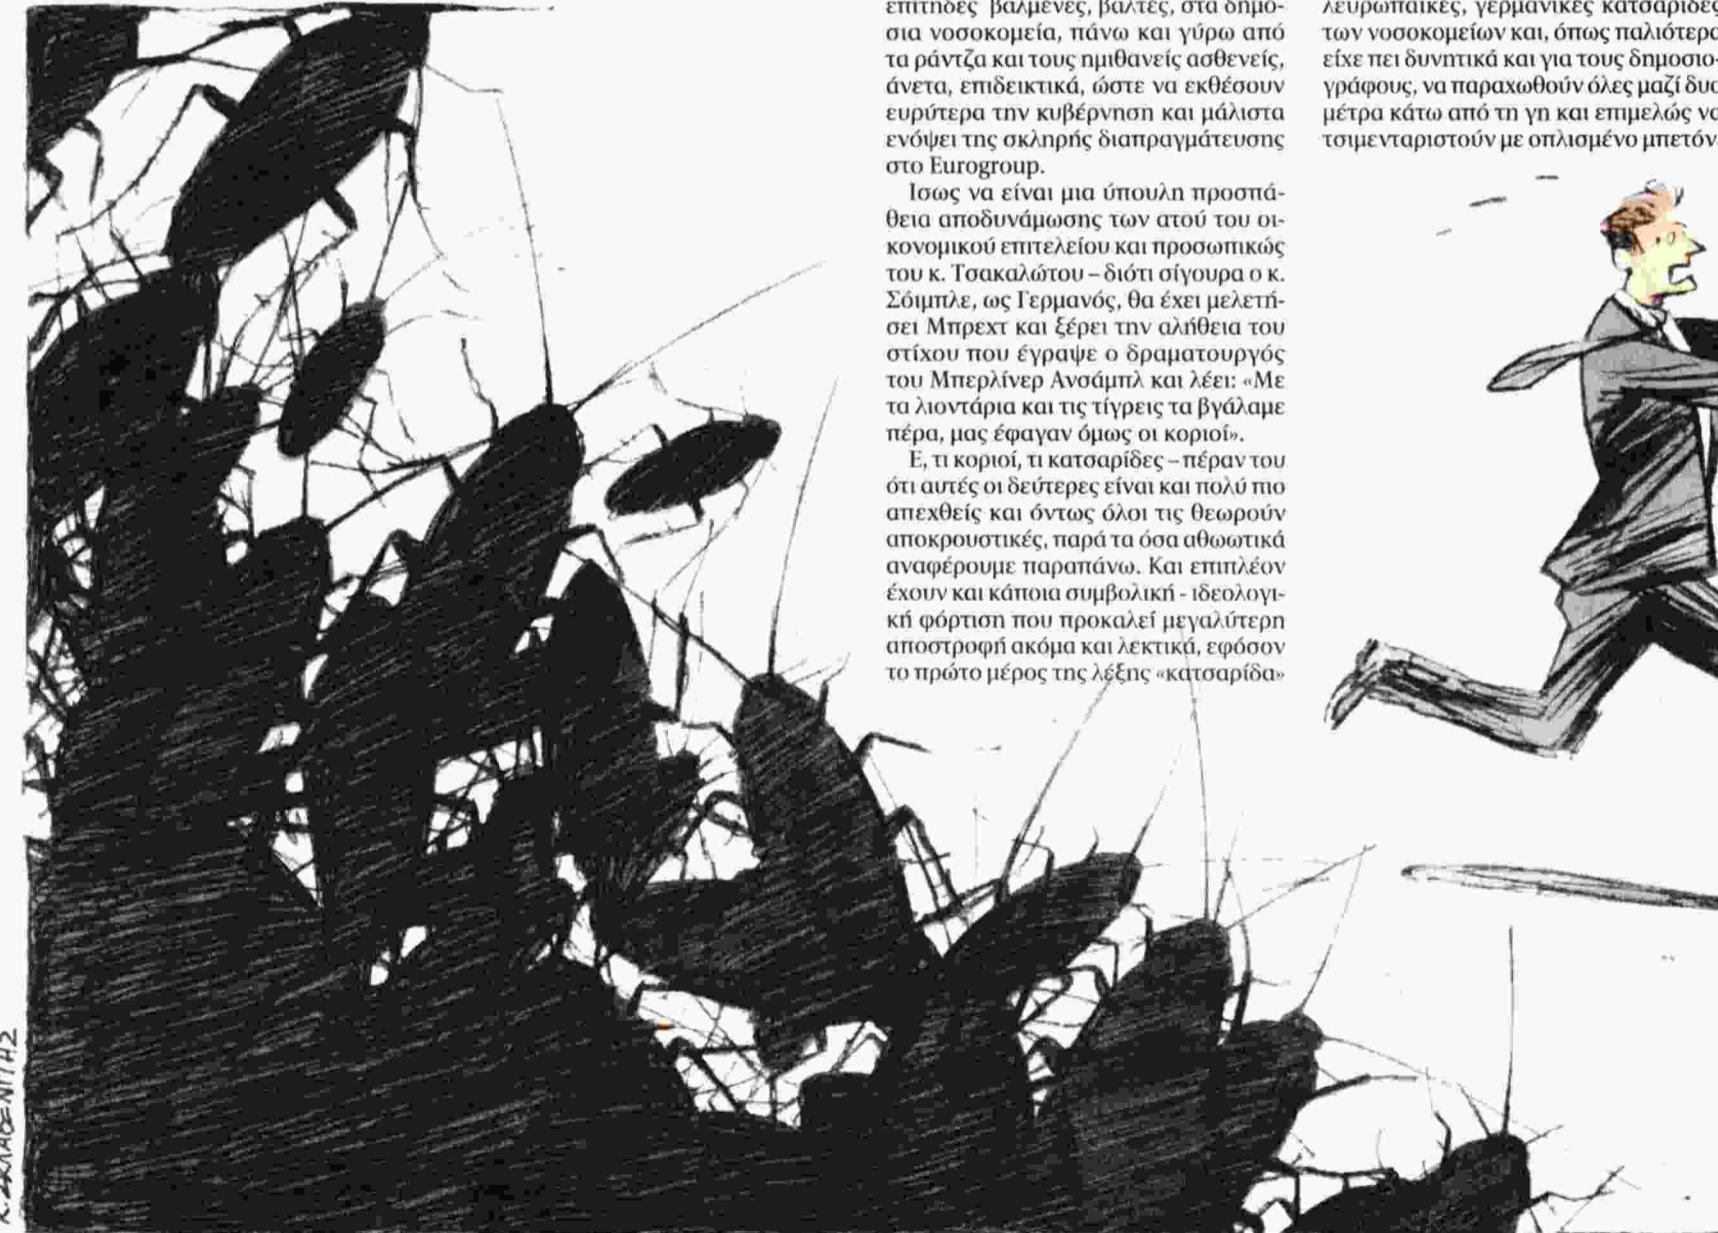 επίτηδες βαλμένες, βαλτές, στα δημό-
σια νοσοκομεία, πάνω και γύρω από
τα ράντζα και τους ημιθανείς ασθενείς,
άνετα, επιδεικτικά, ώστε να εκθέσουν
ευρύτερα την κυβέρνηση και μάλιστα
ενόψει της σκληρής διαπραγμάτευσης
στο Eurogroup.
Ισως να είναι μια ύπουλη προσπά-
θεια αποδυνάμωσης των ατού του οι-
κονομικού επιτελείου και προσωπικώς
του κ. Τσακαλώτου – διότι σίγουρα ο κ.
Σόιμπλε, ως Γερμανός, θα έχει μελετή-
σει Μπρεχτ και ξέρει την αλήθεια του
στίχου που έγραψε ο δραματουργός
του Μπερλίνερ Ανσάμπλ και λέει: «Με
τα λιοντάρια και τις τίγρεις τα βγάλαμε
πέρα, μας έφαγαν όμως οι κοριοί».
Ε, τι κοριοί, τι κατσαρίδες – πέραν του
ότι αυτές οι δεύτερες είναι και πολύ πιο
απεχθείς και όντως όλοι τις θεωρούν
αποκρουστικές, παρά τα όσα αθωωτικά
αναφέρουμε παραπάνω. Και επιπλέον
έχουν και κάποια συμβολική - ιδεολογι-
κή φόρτιση που προκαλεί μεγαλύτερη
αποστροφή ακόμα και λεκτικά, εφόσον
το πρώτο μέρος της λέξης «κατσαρίδα»
λευρωπαϊκές, γερμανικές κατσαρίδες
των νοσοκομείων και, όπως παλιότερα
είχε πει δυνητικά και για τους δημοσιο-
γράφους, να παραχωθούν όλες μαζί δυο
μέτρα κάτω από τη γη και επιμελώς να
τσιμενταριστούν με οπλισμένο μπετόν